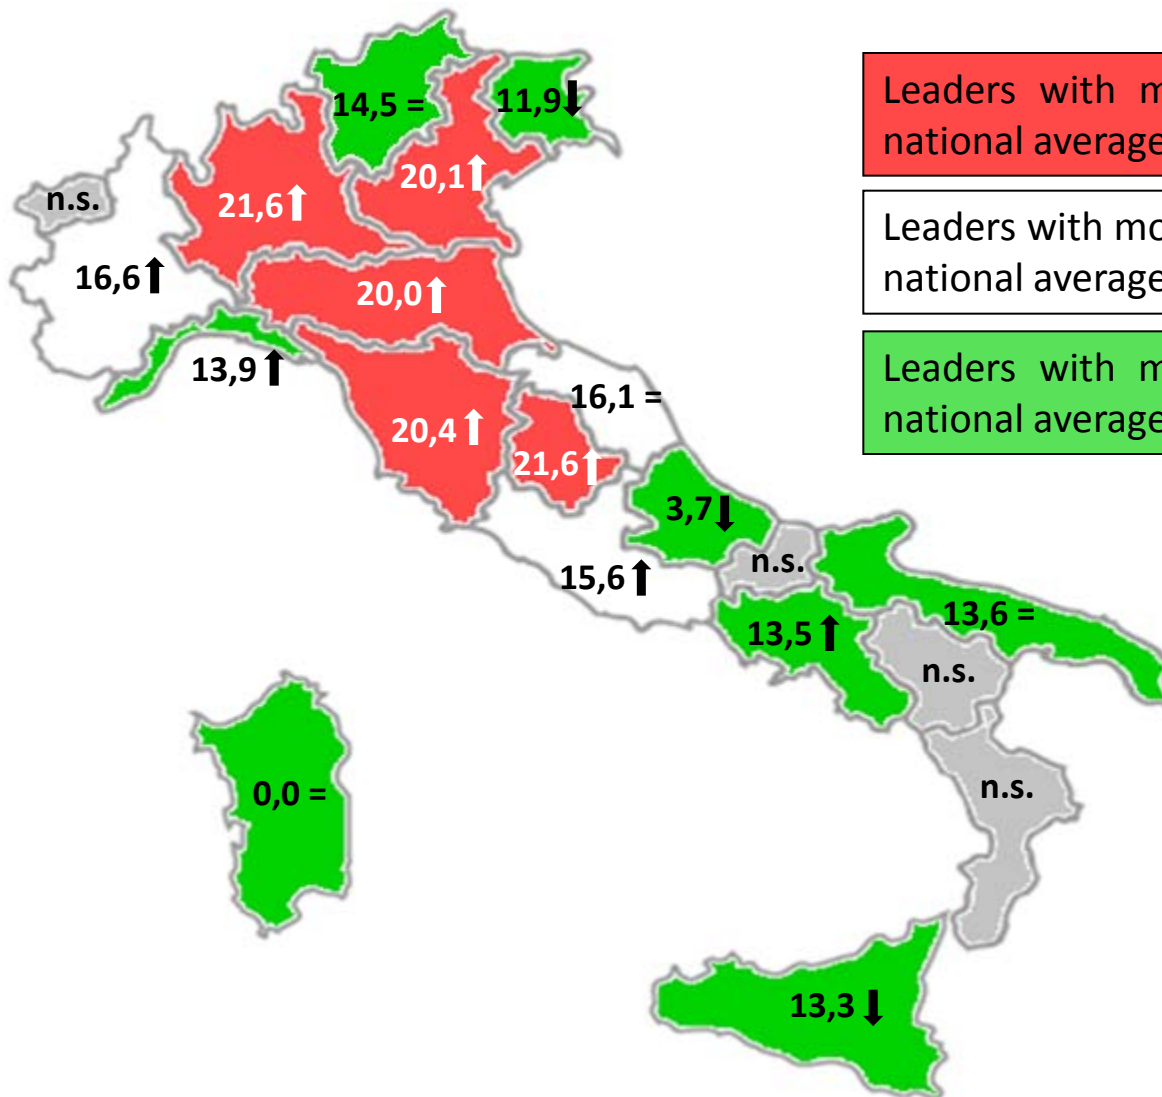 14,5 =
11,9⬇
20,1⬆
n.s.
21,6⬆
16,6⬆
20,0⬆
13,9⬆
16,1 =
20,4⬆
21,6⬆
3,7⬇
n.s.
15,6⬆
13,6 =
13,5⬆
n.s.
0,0 =
n.s.
13,3⬇
Leaders with
national average
Leaders with
national average
Leaders with
national average